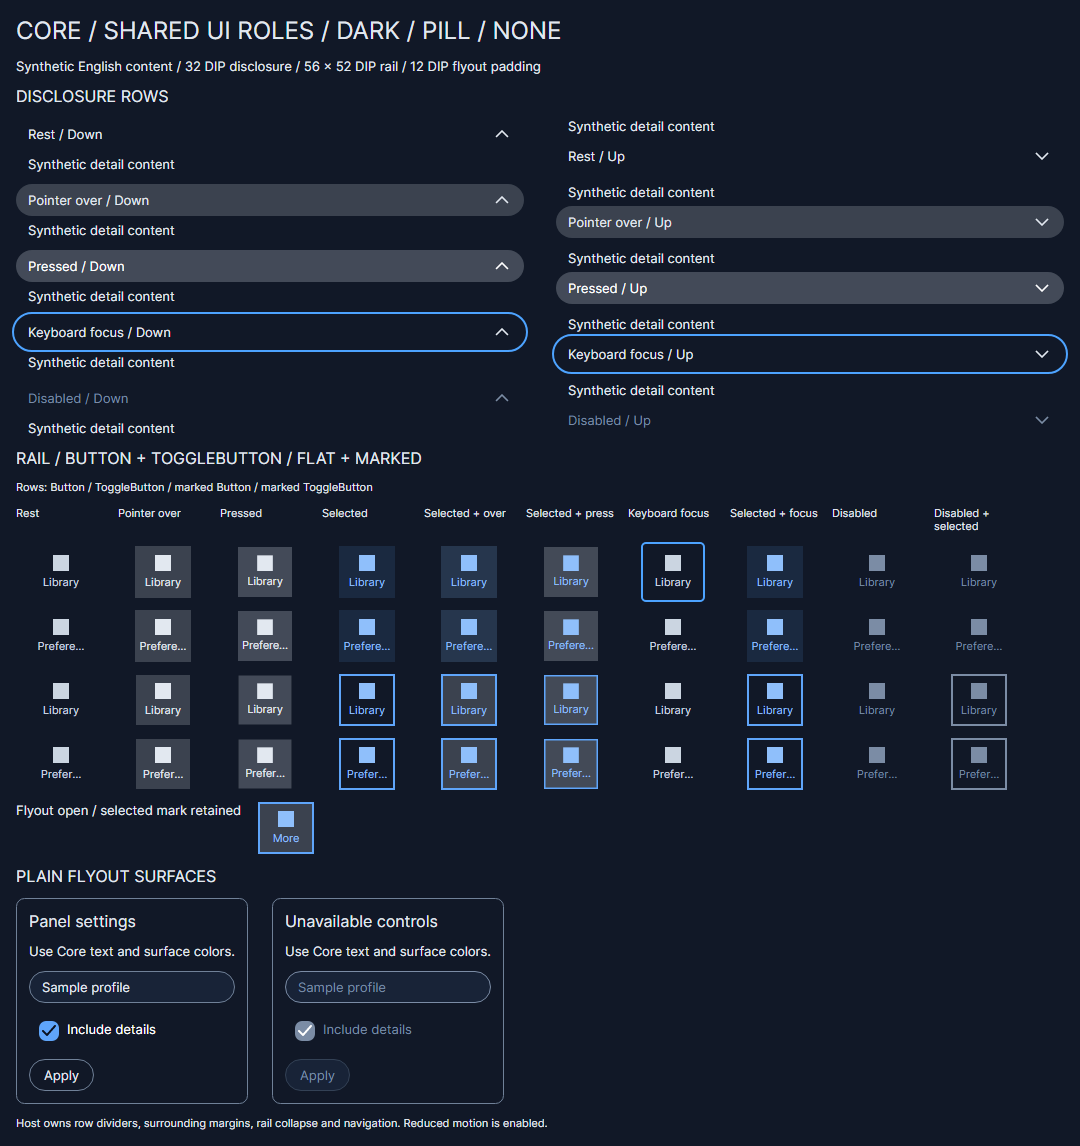 CORE / SHARED UI ROLES / DARK / PILL / NONE
Synthetic English content / 32 DIP disclosure / 56 × 52 DIP rail / 12 DIP flyout padding
DISCLOSURE ROWS
Rest / Down
Synthetic detail content
Pointer over / Down
Synthetic detail content
Pressed / Down
Synthetic detail content
Keyboard focus / Down
Synthetic detail content
Disabled / Down
Synthetic detail content
Synthetic detail content
Rest / Up
Synthetic detail content
Pointer over / Up
Synthetic detail content
Pressed / Up
Synthetic detail content
Keyboard focus / Up
Synthetic detail content
Disabled / Up
RAIL / BUTTON + TOGGLEBUTTON / FLAT + MARKED
Rows: Button / ToggleButton / marked Button / marked ToggleButton
Rest Pointer over Pressed Selected Selected + over Selected + press Keyboard focus Selected + focus Disabled Disabled +
selected
Library Library Library Library Library Library Library Library Library Library
Prefere... Prefere... Prefere... Prefere... Prefere... Prefere... Prefere... Prefere... Prefere... Prefere...
Library Library Library Library Library Library Library Library Library Library
Prefer... Prefer... Prefer... Prefer... Prefer... Prefer... Prefer... Prefer... Prefer... Prefer...
Flyout open / selected mark retained
More
PLAIN FLYOUT SURFACES
Panel settings
Use Core text and surface colors.
Sample profile
Include details
Apply
Unavailable controls
Use Core text and surface colors.
Sample profile
Include details
Apply
Host owns row dividers, surrounding margins, rail collapse and navigation. Reduced motion is enabled.